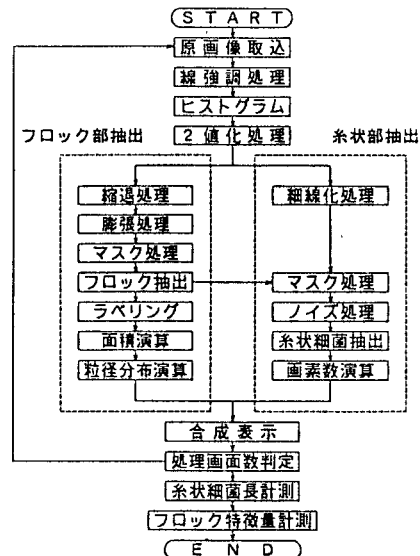 START
原画像取込
線強調処理
ヒストグラム
フロック部抽出
2値化処理
糸状部抽出
縮退処理
細線化処理
膨張処理
マスク処理
フロック抽出
マスク処理
ラベリング
ノイズ処理
面積演算
糸状細菌抽出
粒径分布演算
画素数演算
合成表示
処理画面数判定
糸状細菌長計測
フロック特徴量計測
END